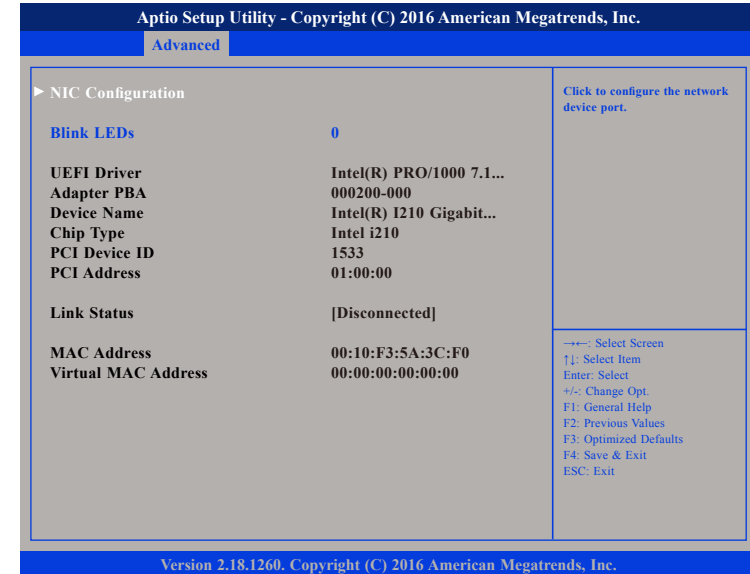 Aptio Setup Utility - Copyright (C) 2016 American Megatrends, Inc.
Advanced
► NIC Configuration
Blink LEDs 0
UEFI Driver Intel(R) PRO/1000 7.1...
Adapter PBA 000200-000
Device Name Intel(R) I210 Gigabit...
Chip Type Intel i210
PCI Device ID 1533
PCI Address 01:00:00
Link Status [Disconnected]
MAC Address 00:10:F3:5A:3C:F0
Virtual MAC Address 00:00:00:00:00:00
Click to configure the network
device port.
→←: Select Screen
↑↓: Select Item
Enter: Select
+/-: Change Opt.
F1: General Help
F2: Previous Values
F3: Optimized Defaults
F4: Save & Exit
ESC: Exit
Version 2.18.1260. Copyright (C) 2016 American Megatrends, Inc.